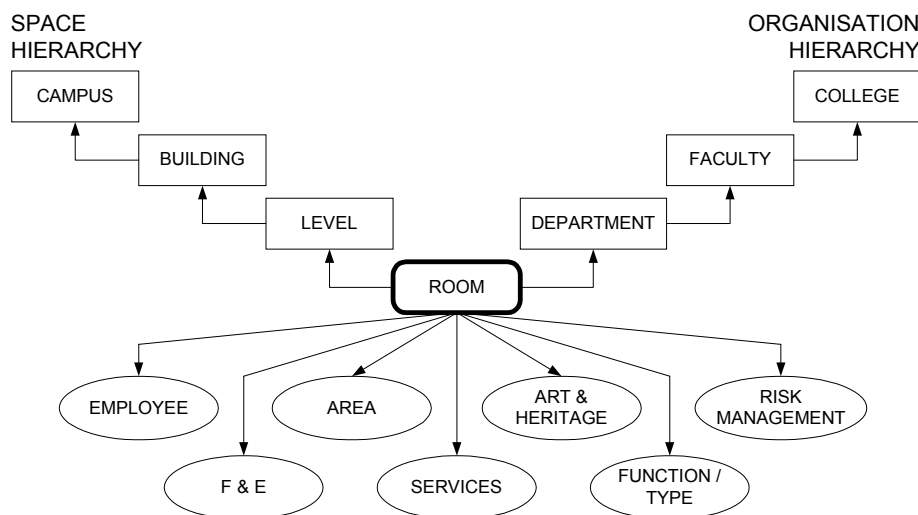 SPACE
HIERARCHY
ORGANISATION
HIERARCHY
CAMPUS
COLLEGE
BUILDING
FACULTY
LEVEL
DEPARTMENT
ROOM
EMPLOYEE
AREA
ART &
HERITAGE
RISK
MANAGEMENT
F & E
SERVICES
FUNCTION /
TYPE